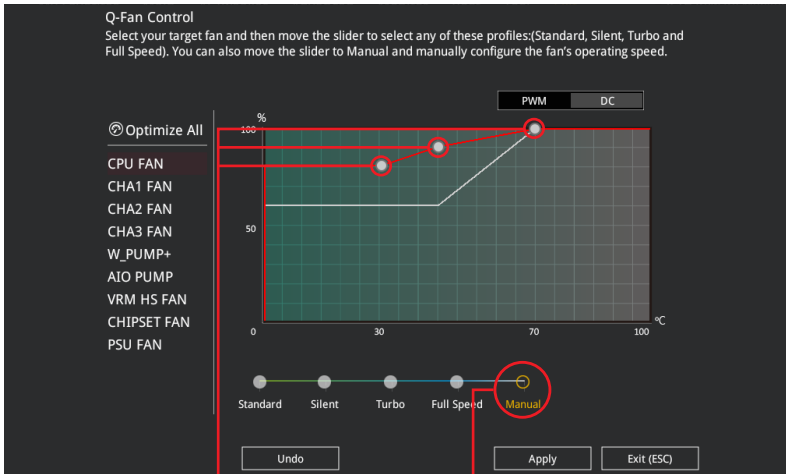 Q-Fan Control
Select your target fan and then move the slider to select any of these profiles:(Standard, Silent, Turbo and
Full Speed). You can also move the slider to Manual and manually configure the fan's operating speed.
PWM DC
Optimize All
CPU FAN
CHA1 FAN
CHA2 FAN
CHA3 FAN
W_PUMP+
AIO PUMP
VRM HS FAN
CHIPSET FAN
PSU FAN
%
100
50
0 30 70 100
ºC
Standard Silent Turbo Full Speed Manual
Undo Apply Exit (ESC)